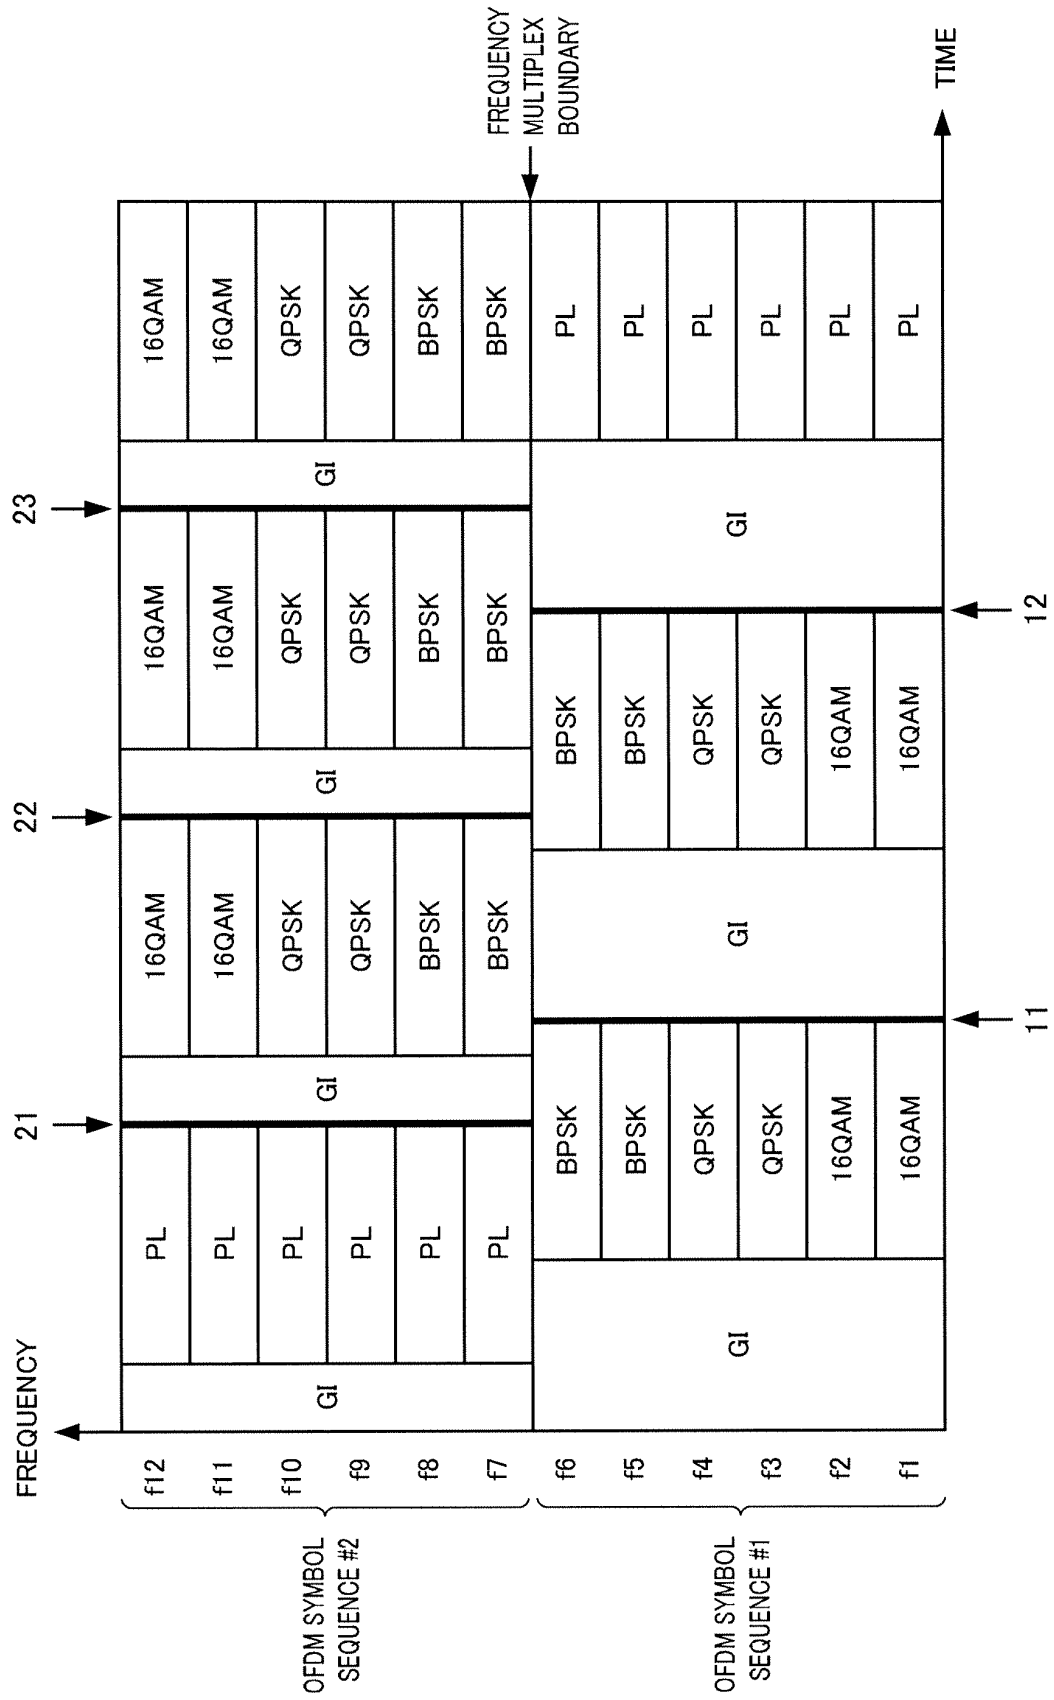 FREQUENCY
21
22
23
OFDM SYMBOL
SEQUENCE #2
f12
f11
f10
f9
f8
f7
GI
PL
PL
PL
PL
PL
PL
GI
16QAM
16QAM
QPSK
QPSK
BPSK
BPSK
GI
16QAM
16QAM
QPSK
QPSK
BPSK
BPSK
GI
16QAM
16QAM
QPSK
QPSK
BPSK
BPSK
FREQUENCY
MULTIPLEX
BOUNDARY
OFDM SYMBOL
SEQUENCE #1
f6
f5
f4
f3
f2
f1
GI
BPSK
BPSK
QPSK
QPSK
16QAM
16QAM
GI
BPSK
BPSK
QPSK
QPSK
16QAM
16QAM
GI
PL
PL
PL
PL
PL
PL
TIME
11
12